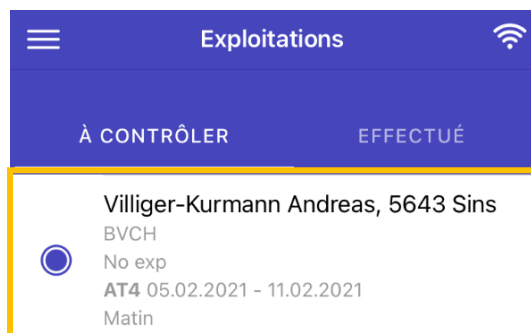 Exploitations
À CONTRÔLER EFFECTUÉ
Villiger-Kurmann Andreas, 5643 Sins
BVCH
No exp
AT4 05.02.2021 - 11.02.2021
Matin